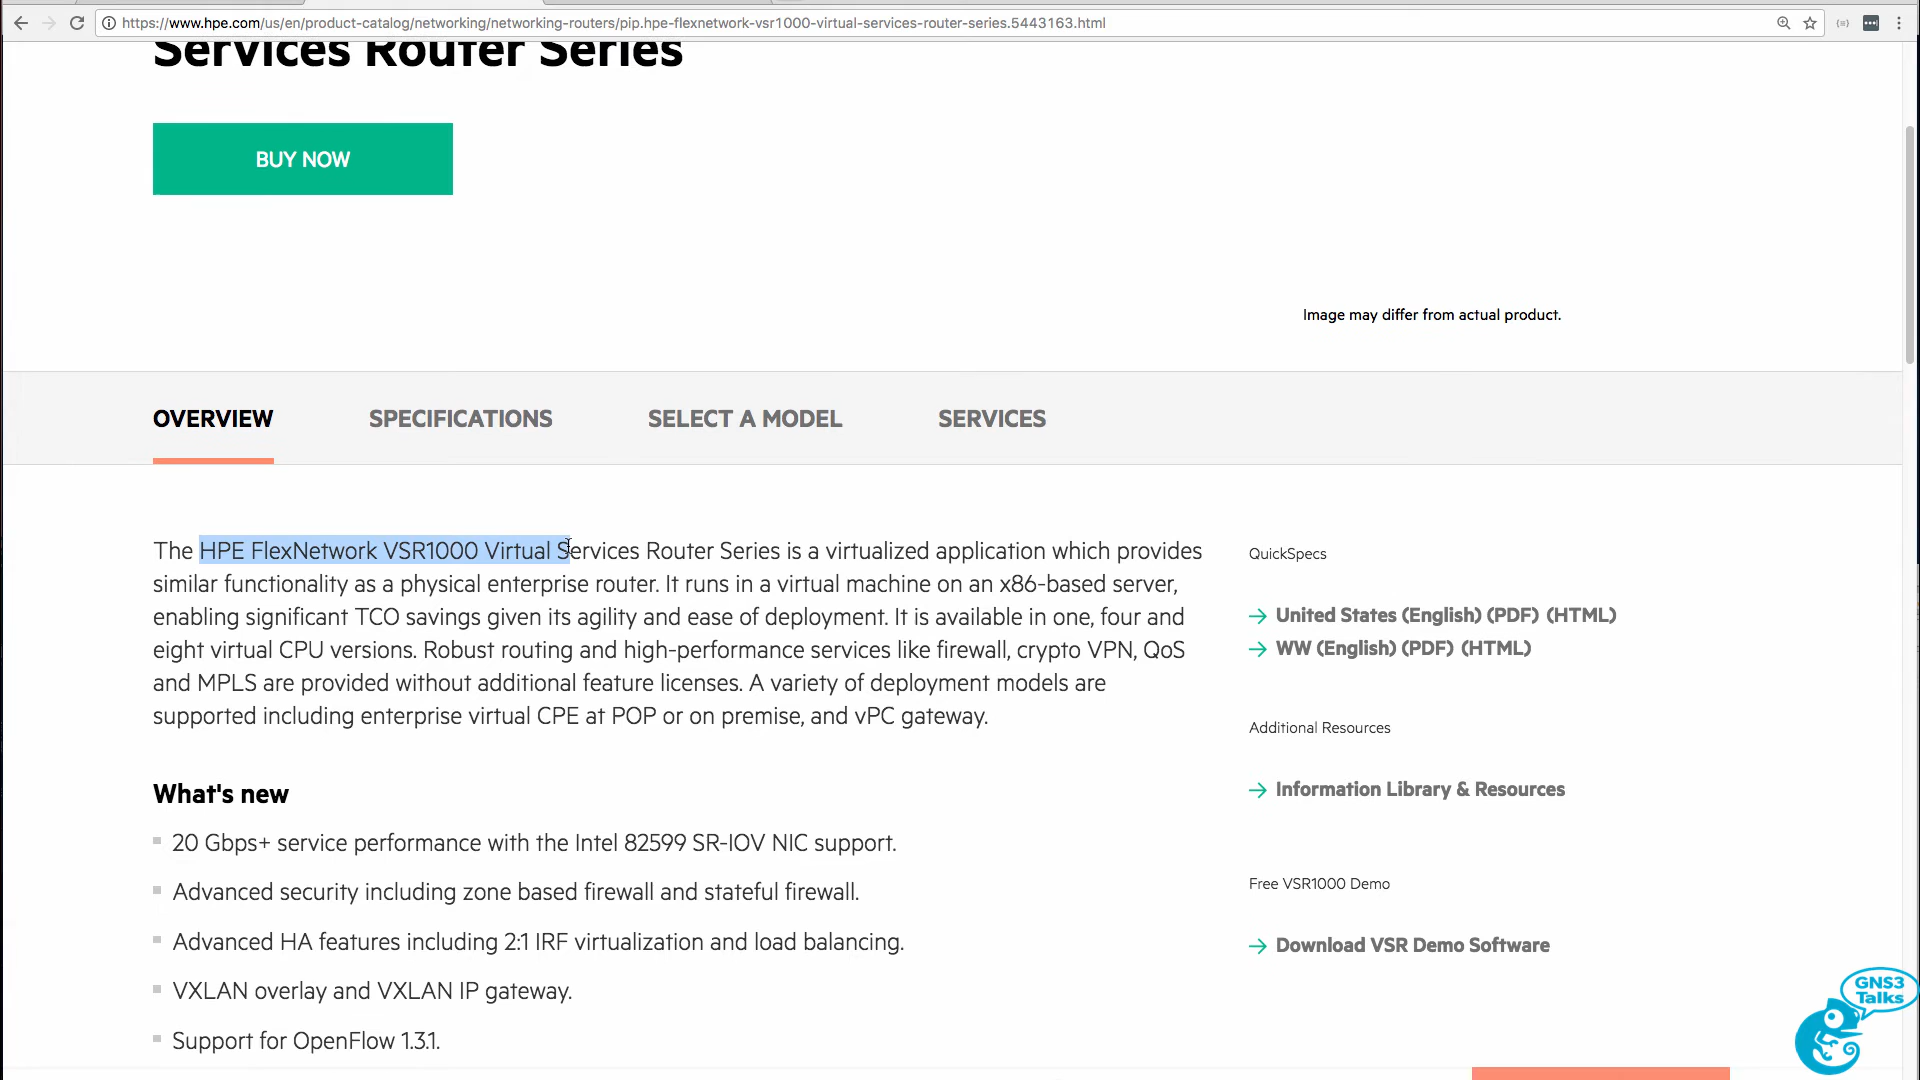 https://www.hpe.com/us/en/product-catalog/networking/networking-routers/pip.hpe-flexnetwork-vsr1000-virtual-services-router-series.5443163.html
Services Router Series
BUY NOW
Image may differ from actual product.
OVERVIEW SPECIFICATIONS SELECT A MODEL SERVICES
The HPE FlexNetwork VSR1000 Virtual Services Router Series is a virtualized application which provides
similar functionality as a physical enterprise router. It runs in a virtual machine on an x86-based server,
enabling significant TCO savings given its agility and ease of deployment. It is available in one, four and
eight virtual CPU versions. Robust routing and high-performance services like firewall, crypto VPN, QoS
and MPLS are provided without additional feature licenses. A variety of deployment models are
supported including enterprise virtual CPE at POP or on premise, and vPC gateway.
What's new
20 Gbps+ service performance with the Intel 82599 SR-IOV NIC support.
Advanced security including zone based firewall and stateful firewall.
Advanced HA features including 2:1 IRF virtualization and load balancing.
VXLAN overlay and VXLAN IP gateway.
Support for OpenFlow 1.3.1.
QuickSpecs
United States (English) (PDF) (HTML)
WW (English) (PDF) (HTML)
Additional Resources
Information Library & Resources
Free VSR1000 Demo
Download VSR Demo Software
GNS3
Talks